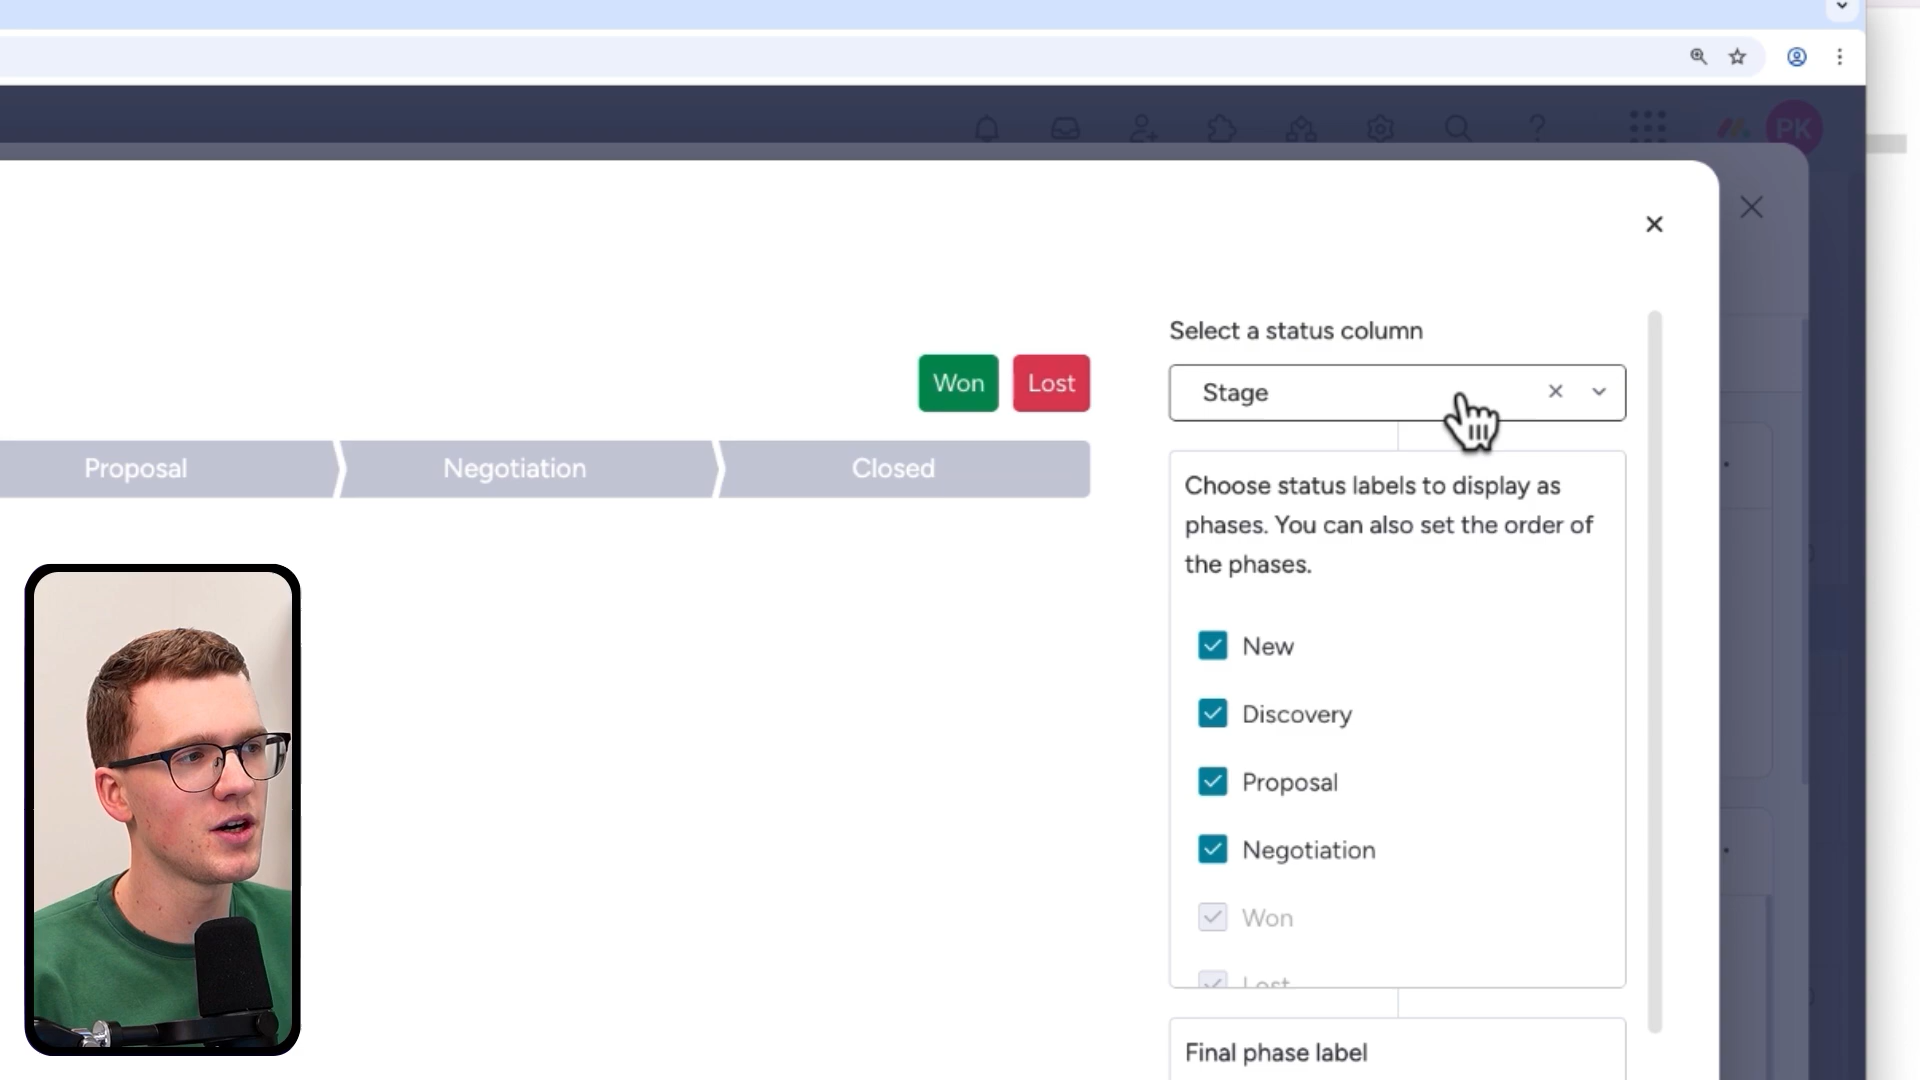 PK
Select a status column
Won
Lost
Stage
Proposal
Negotiation
Closed
Choose status labels to display as
phases. You can also set the order of
the phases.
New
Discovery
Proposal
Negotiation
Won
Lost
Final phase label